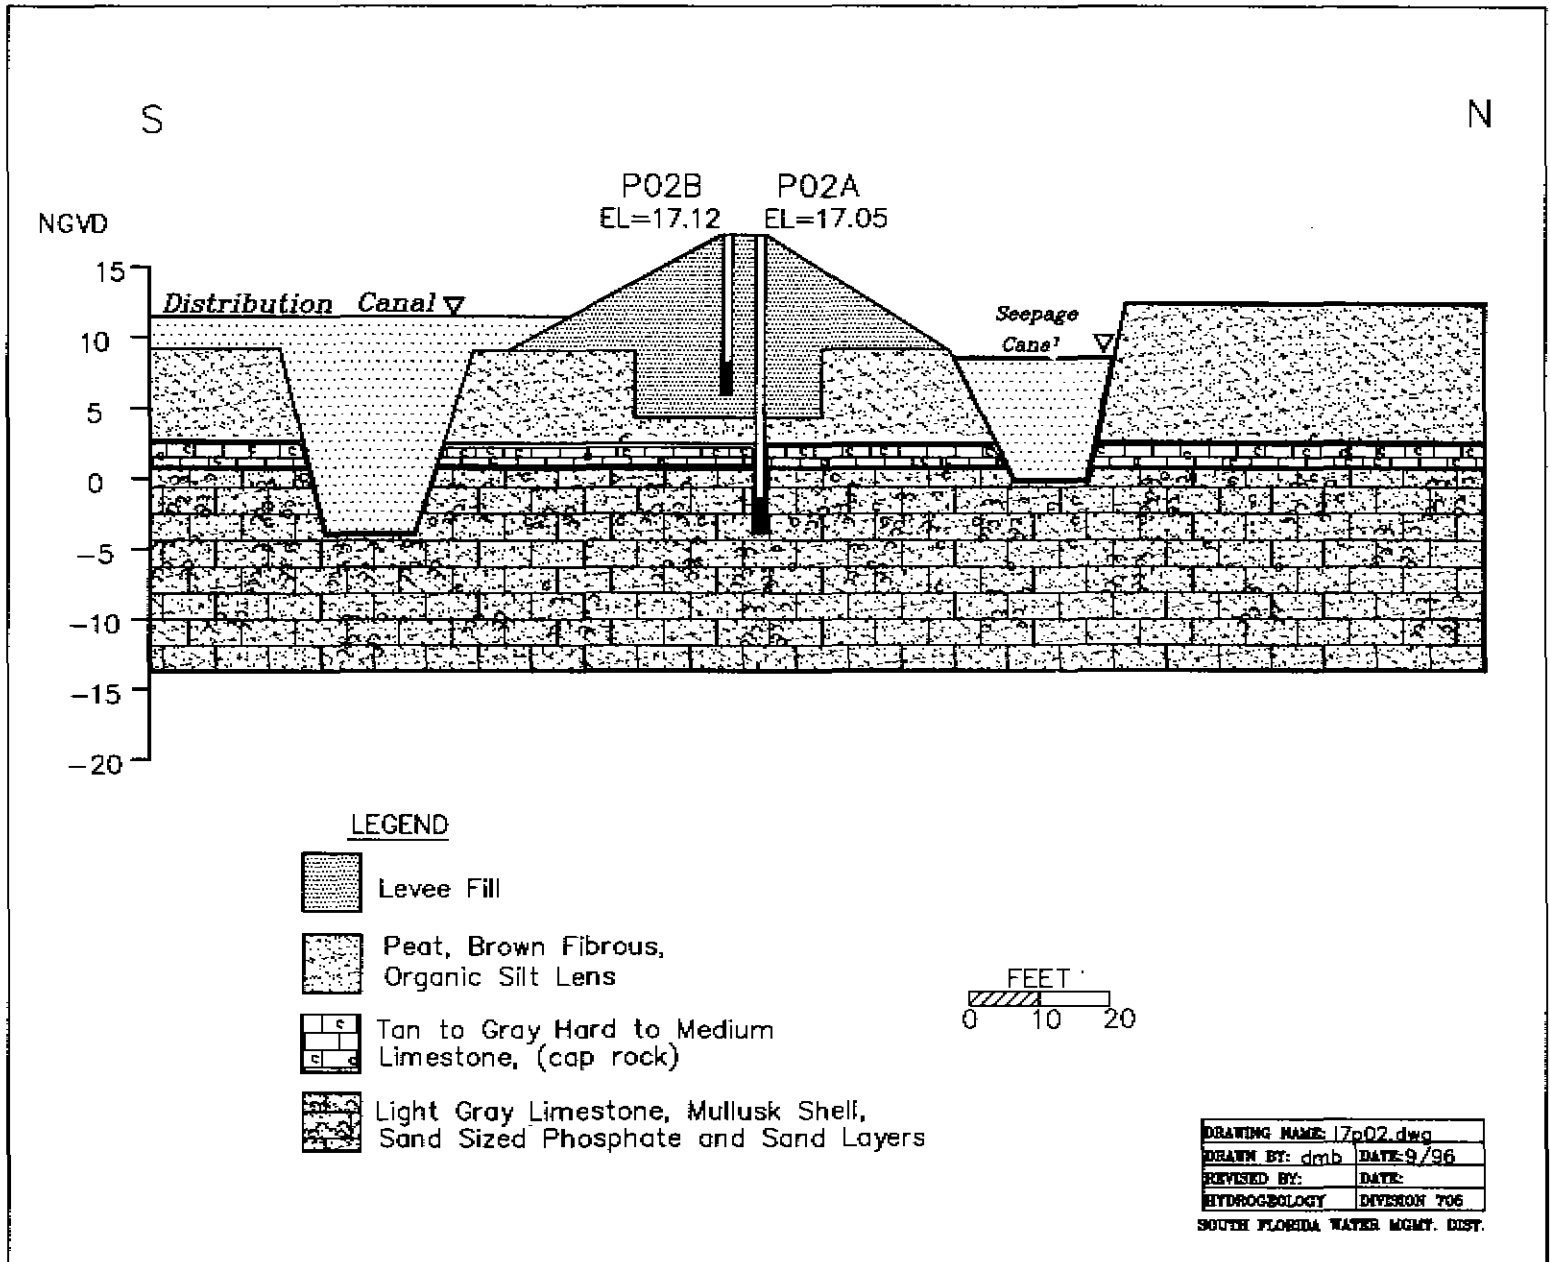 S
N
P02B
P02A
EL=17.12
EL=17.05
NGVD
15
Distribution Canal
Seepage
Canal
10
5
0
-5
-10
-15
-20
LEGEND
Levee Fill
Peat, Brown Fibrous,
Organic Silt Lens
Tan to Gray Hard to Medium
Limestone, (cap rock)
Light Gray Limestone, Mullusk Shell,
Sand Sized Phosphate and Sand Layers
FEET
0 10 20
DRAWING NAME: l7p02.dwg
DRAWN BY: dmb DATE: 9/96
REVISED BY: DATE:
HYDROGEOLOGY DIVISION 706
SOUTH FLORIDA WATER MGMT. DIST.